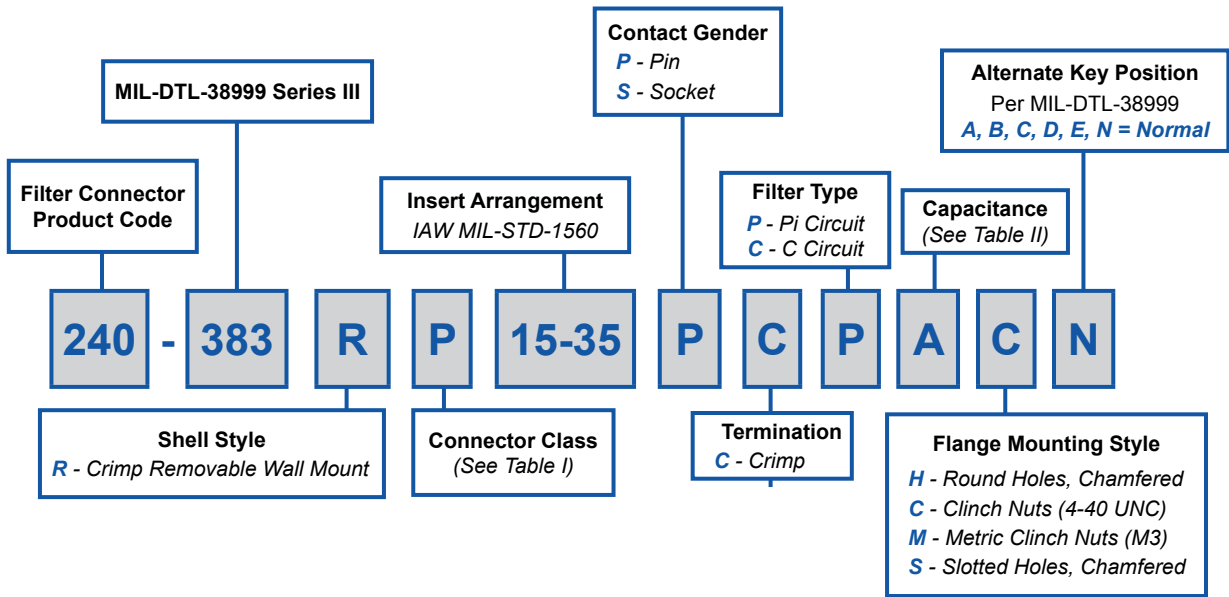 Contact Gender
P - Pin
S - Socket
MIL-DTL-38999 Series III
Alternate Key Position
Per MIL-DTL-38999
A, B, C, D, E, N = Normal
Filter Connector
Product Code
Insert Arrangement
IAW MIL-STD-1560
Filter Type
P - Pi Circuit
C - C Circuit
Capacitance
(See Table II)
240 - 383 R P 15-35 P C P A C N
Shell Style
R - Crimp Removable Wall Mount
Connector Class
(See Table I)
Termination
C - Crimp
Flange Mounting Style
H - Round Holes, Chamfered
C - Clinch Nuts (4-40 UNC)
M - Metric Clinch Nuts (M3)
S - Slotted Holes, Chamfered